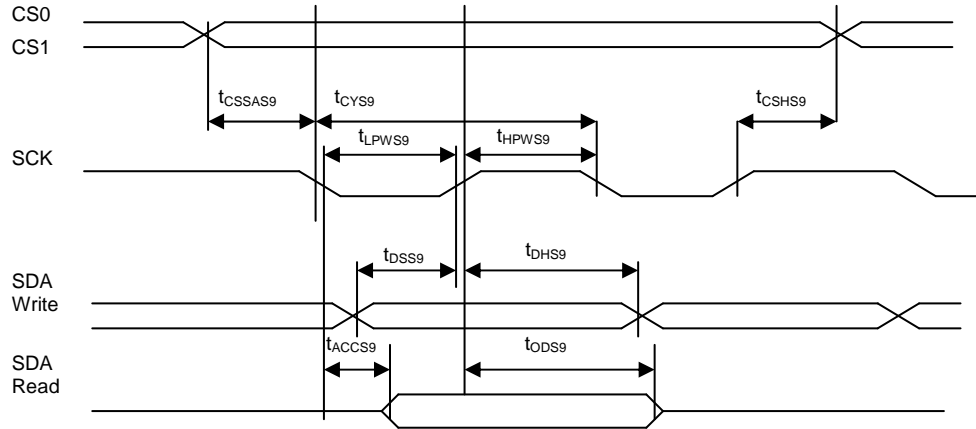 CS0
CS1
tCSSAS9 tCYS9 tCSHS9
tLPWS9 tHPWS9
SCK
tDSS9 tDHS9
SDA
Write
tACCS9 tODS9
SDA
Read